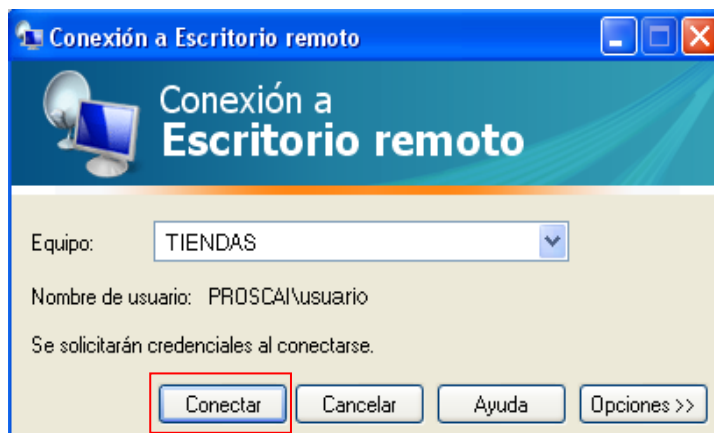 Conexión a Escritorio remoto
Conexión a
Escritorio remoto
Equipo: TIENDAS
Nombre de usuario: PROSCAI\usuario
Se solicitarán credenciales al conectarse.
Conectar Cancelar Ayuda Opciones >>